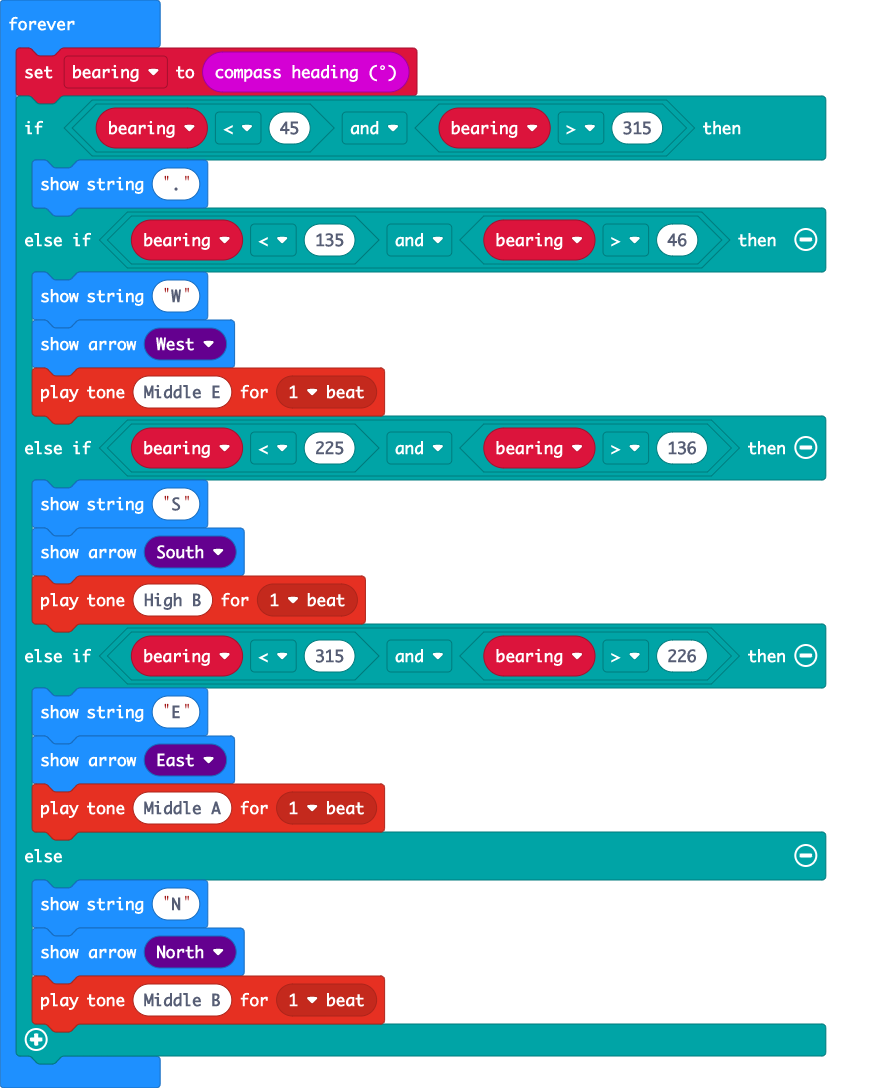 forever
set bearing to compass heading (°)
if bearing < 45 and bearing > 315 then
show string "."
else if bearing < 135 and bearing > 46 then
show string "W"
show arrow West
play tone Middle E for 1 beat
else if bearing < 225 and bearing > 136 then
show string "S"
show arrow South
play tone High B for 1 beat
else if bearing < 315 and bearing > 226 then
show string "E"
show arrow East
play tone Middle A for 1 beat
else
show string "N"
show arrow North
play tone Middle B for 1 beat